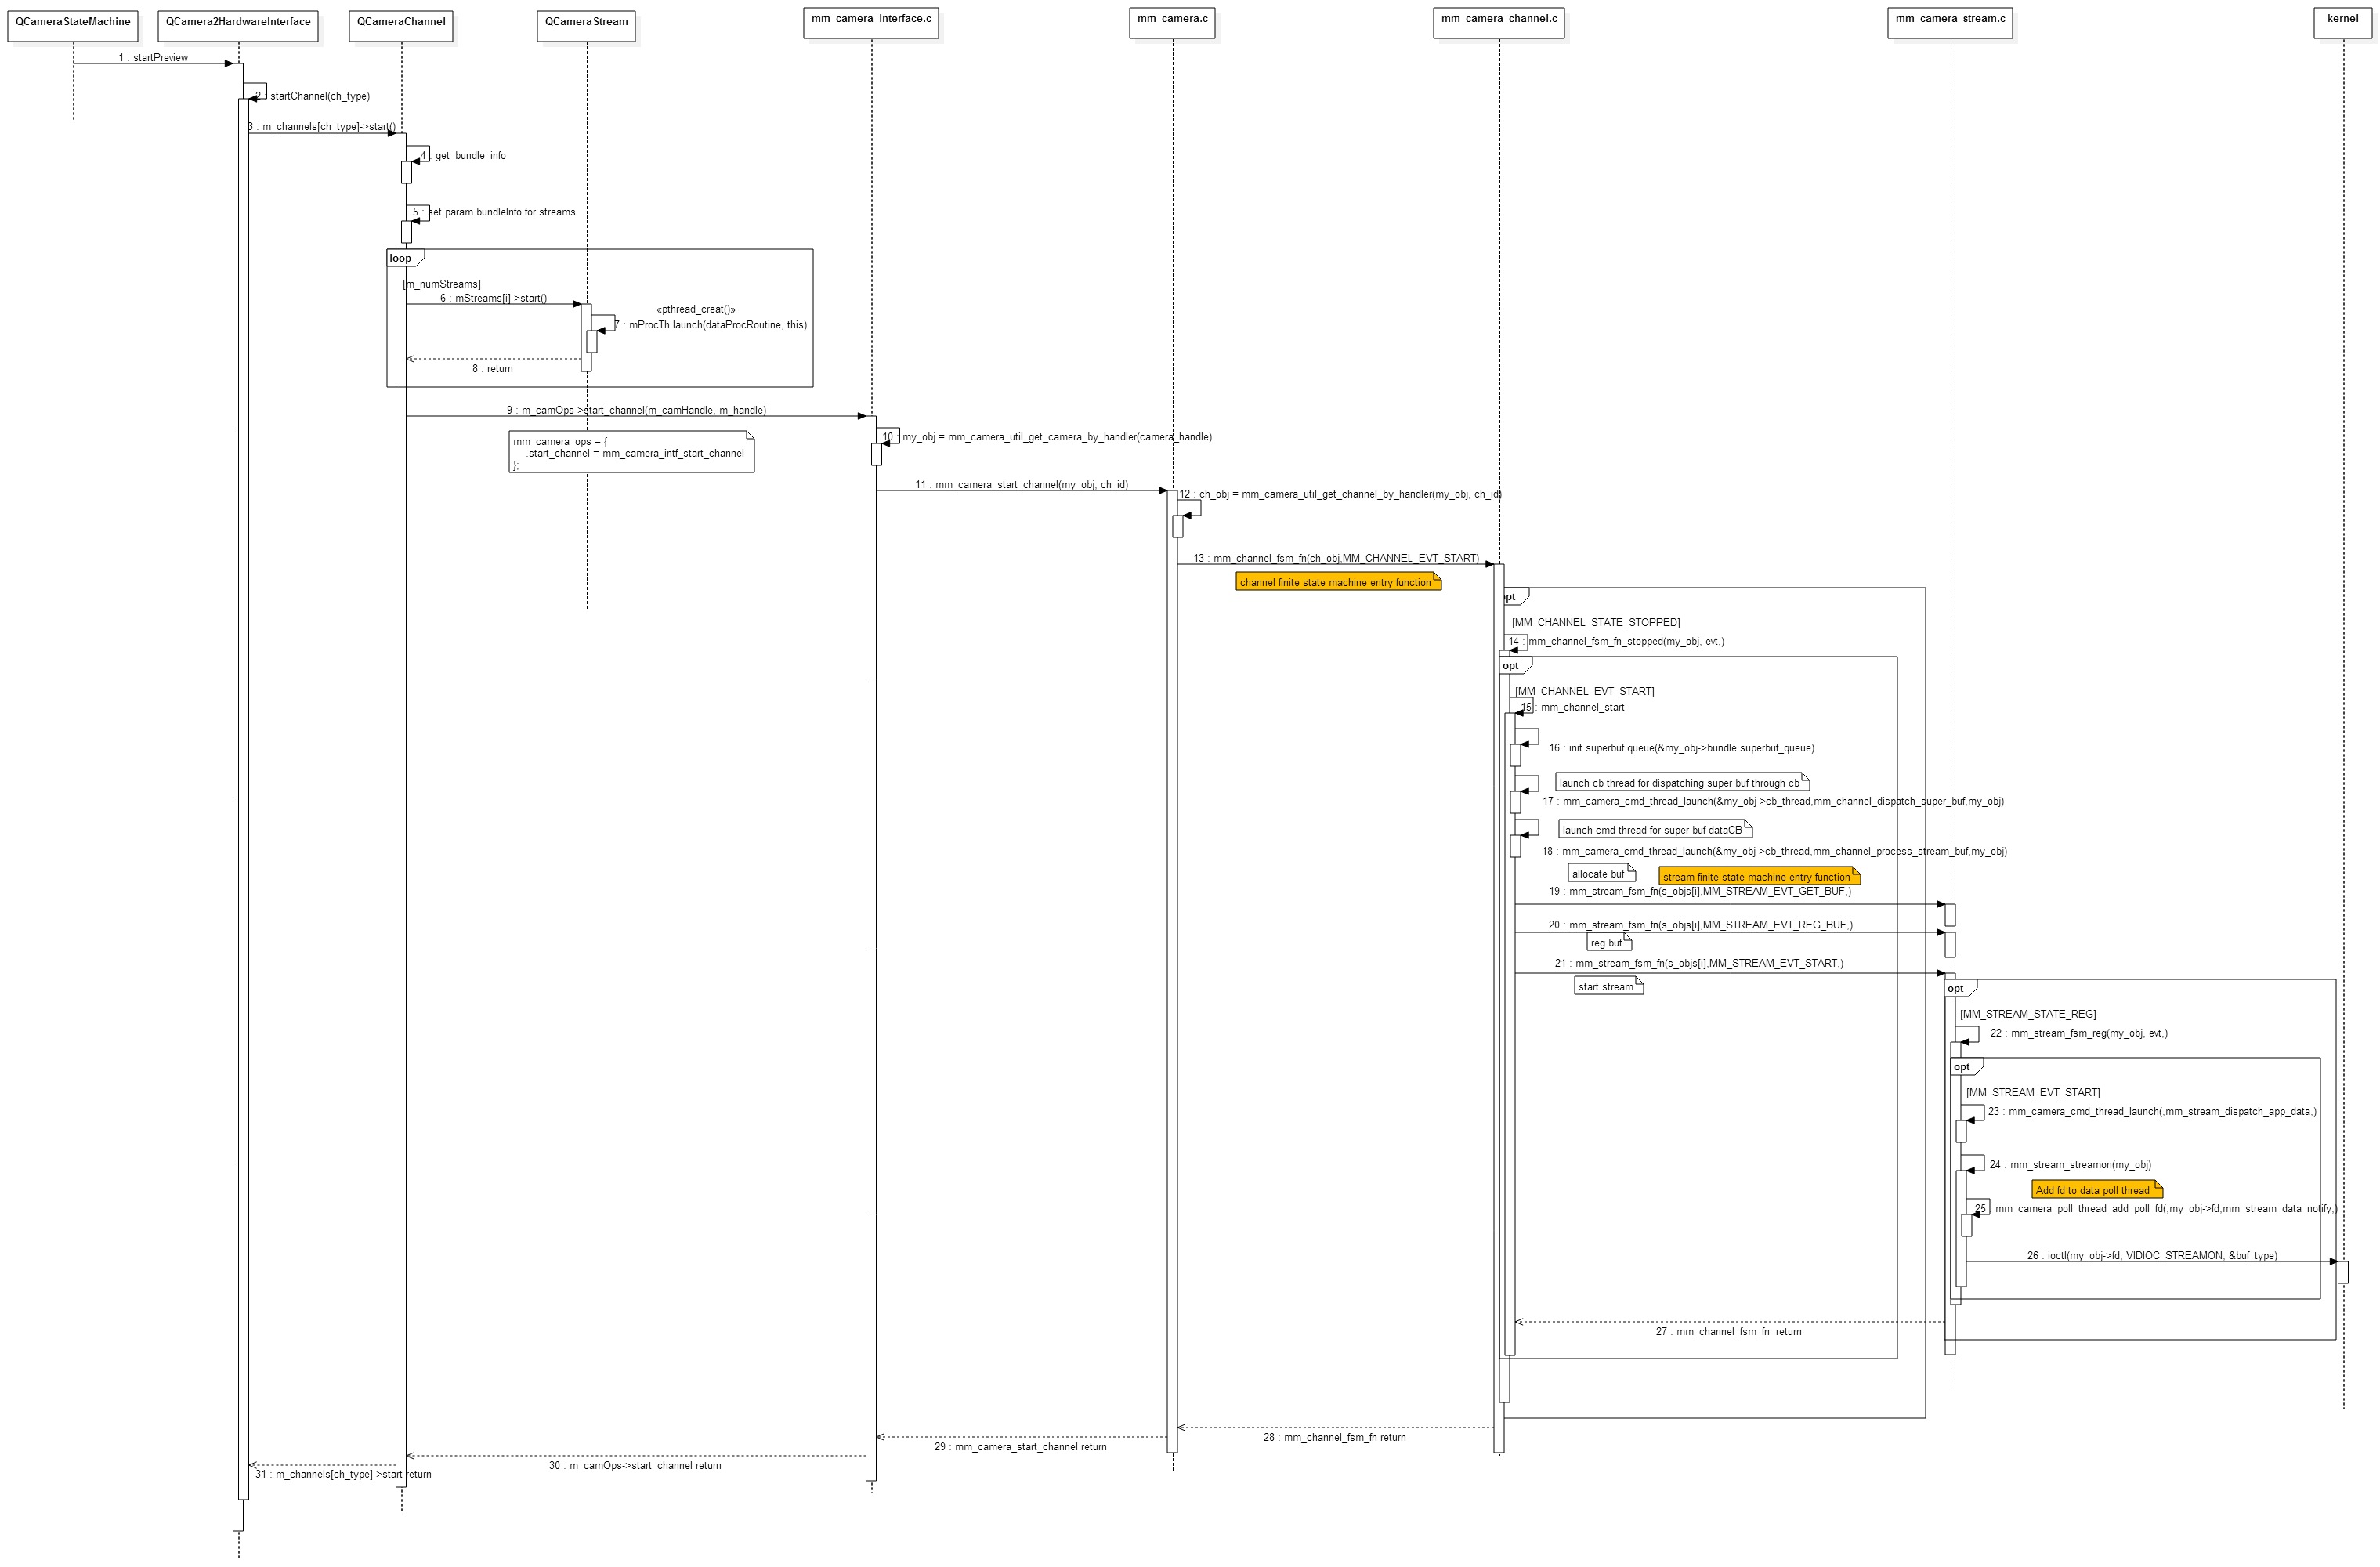 QCameraStateMachine
QCamera2HardwareInterface
QCameraChannel
QCameraStream
mm_camera_interface.c
mm_camera.c
mm_camera_channel.c
mm_camera_stream.c
kernel
1 : startPreview
2 : startChannel(ch_type)
3 : m_channels[ch_type]->start()
4 : get_bundle_info
5 : set param.bundleInfo for streams
loop
[m_numStreams]
6 : mStreams[i]->start()
«pthread_creat()»
7 : mProcTh.launch(dataProcRoutine, this)
8 : return
9 : m_camOps->start_channel(m_camHandle, m_handle)
mm_camera_ops = {
.start_channel = mm_camera_intf_start_channel
};
10 : my_obj = mm_camera_util_get_camera_by_handler(camera_handle)
11 : mm_camera_start_channel(my_obj, ch_id)
12 : ch_obj = mm_camera_util_get_channel_by_handler(my_obj, ch_id)
13 : mm_channel_fsm_fn(ch_obj,MM_CHANNEL_EVT_START)
channel finite state machine entry function
opt
[MM_CHANNEL_STATE_STOPPED]
14 : mm_channel_fsm_fn_stopped(my_obj, evt,)
opt
[MM_CHANNEL_EVT_START]
15 : mm_channel_start
16 : init superbuf queue(&my_obj->bundle.superbuf_queue)
launch cb thread for dispatching super buf through cb
17 : mm_camera_cmd_thread_launch(&my_obj->cb_thread,mm_channel_dispatch_super_buf,my_obj)
launch cmd thread for super buf dataCB
18 : mm_camera_cmd_thread_launch(&my_obj->cb_thread,mm_channel_process_stream_buf,my_obj)
allocate buf
stream finite state machine entry function
19 : mm_stream_fsm_fn(s_objs[i],MM_STREAM_EVT_GET_BUF,)
20 : mm_stream_fsm_fn(s_objs[i],MM_STREAM_EVT_REG_BUF,)
reg buf
21 : mm_stream_fsm_fn(s_objs[i],MM_STREAM_EVT_START,)
start stream
opt
[MM_STREAM_STATE_REG]
22 : mm_stream_fsm_reg(my_obj, evt,)
opt
[MM_STREAM_EVT_START]
23 : mm_camera_cmd_thread_launch(,mm_stream_dispatch_app_data,)
24 : mm_stream_streamon(my_obj)
Add fd to data poll thread
25 : mm_camera_poll_thread_add_poll_fd(,my_obj->fd,mm_stream_data_notify,)
26 : ioctl(my_obj->fd, VIDIOC_STREAMON, &buf_type)
27 : mm_channel_fsm_fn  return
28 : mm_channel_fsm_fn return
29 : mm_camera_start_channel return
30 : m_camOps->start_channel return
31 : m_channels[ch_type]->start return